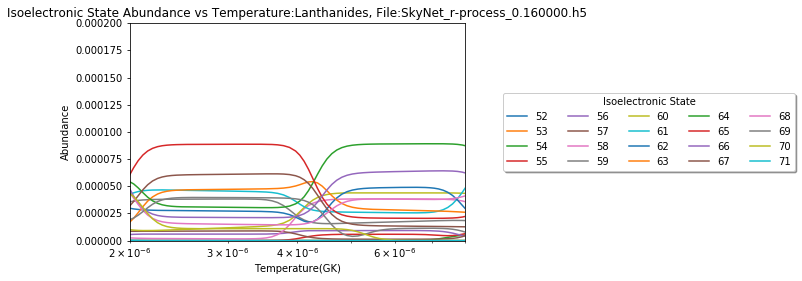 Isoelectronic State Abundance vs Temperature:Lanthanides, File:SkyNet_r-process_0.160000.h5
0.000200
0.000175
0.000150
0.000125
0.000100
0.000075
0.000050
0.000025
0.000000
Abundance
2 × 10⁻⁶ 3 × 10⁻⁶ 4 × 10⁻⁶ 6 × 10⁻⁶
Temperature(GK)
Isoelectronic State
52 56 60 64 68
53 57 61 65 69
54 58 62 66 70
55 59 63 67 71